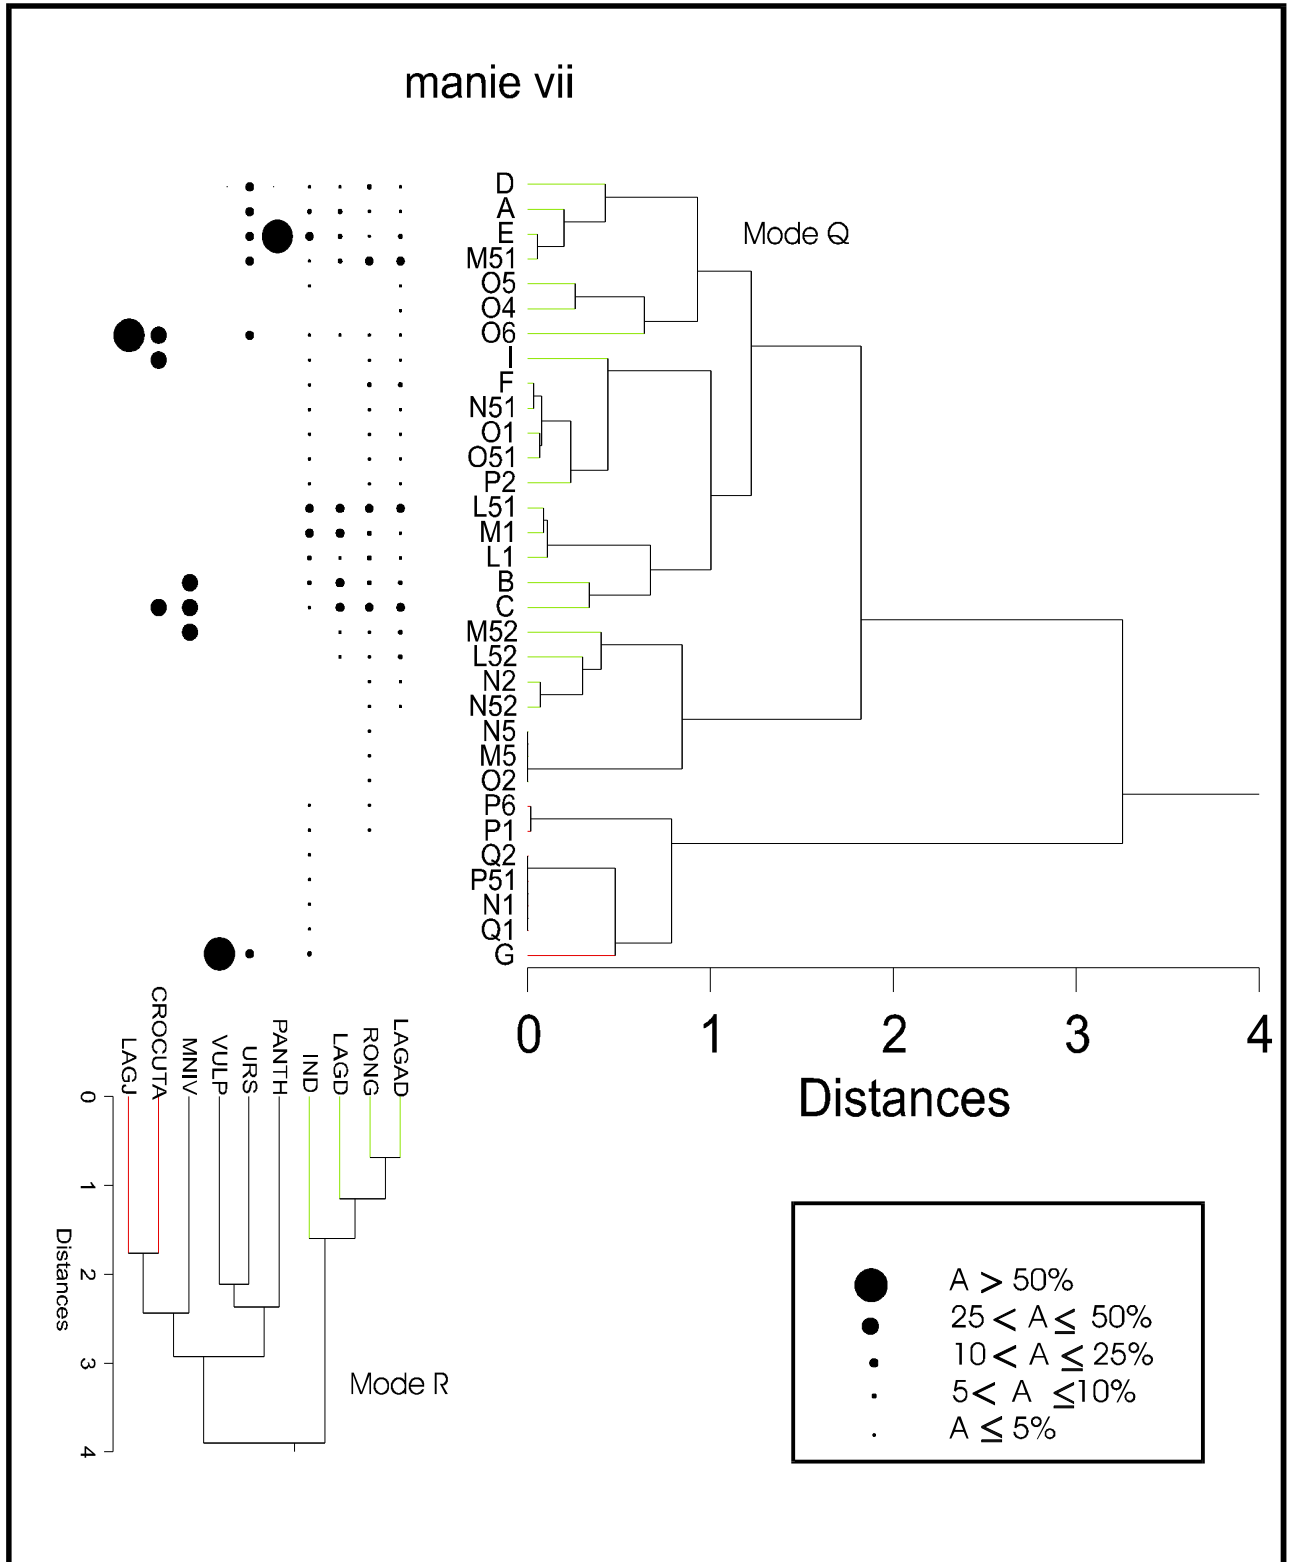 manie vii
D
A
E
M51
O5
O4
O6
I
F
N51
O1
O51
P2
L51
M1
L1
B
C
M52
L52
N2
N52
N5
M5
O2
P6
P1
Q2
P51
N1
Q1
G
Mode Q
0 1 2 3 4
Distances
LAGJ
CROCUTA
MNIV
VULP
URS
PANTH
IND
LAGD
RONG
LAGAD
0
1
2
3
4
Distances
Mode R
A > 50%
25 < A ≤ 50%
10 < A ≤ 25%
5 < A ≤10%
A ≤ 5%